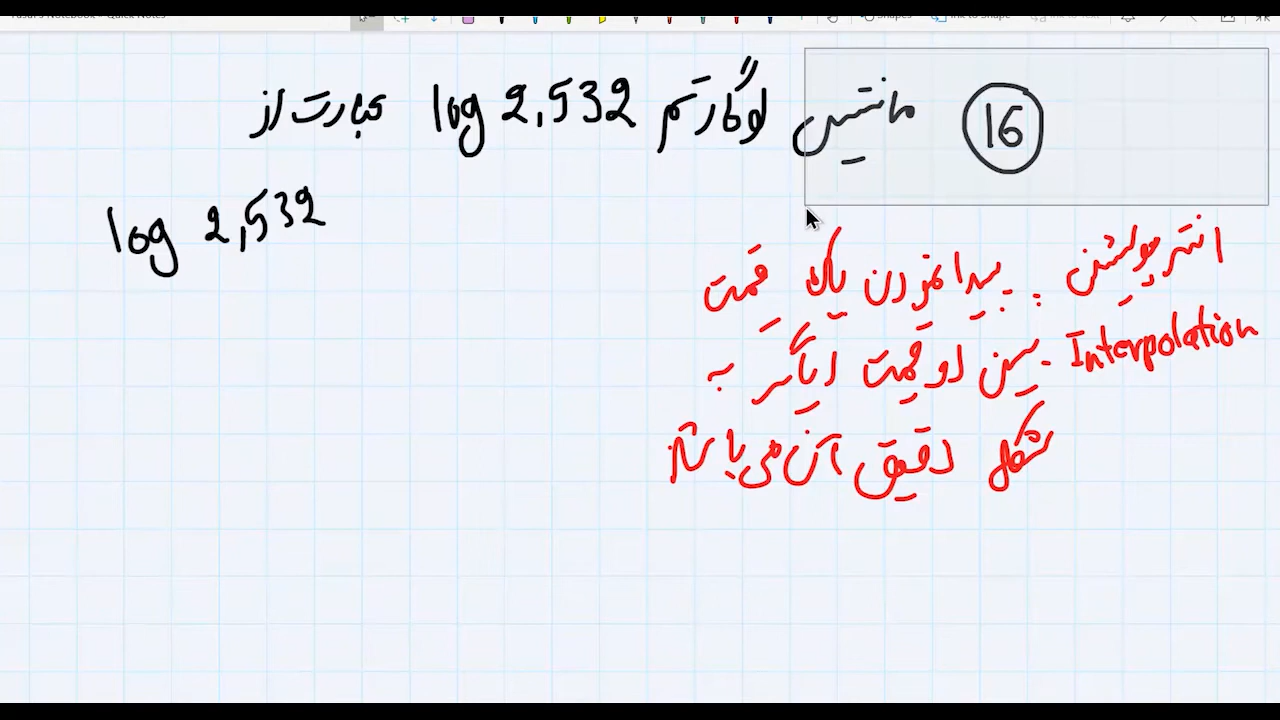 16 مانتیس لوگارتم log 2,532 عبارت از
log 2,532
انترپولیشن : پیدا نمودن یک قیمت
Interpolation بین دو قیمت دیگر به
شکل دقیق آن می باشد